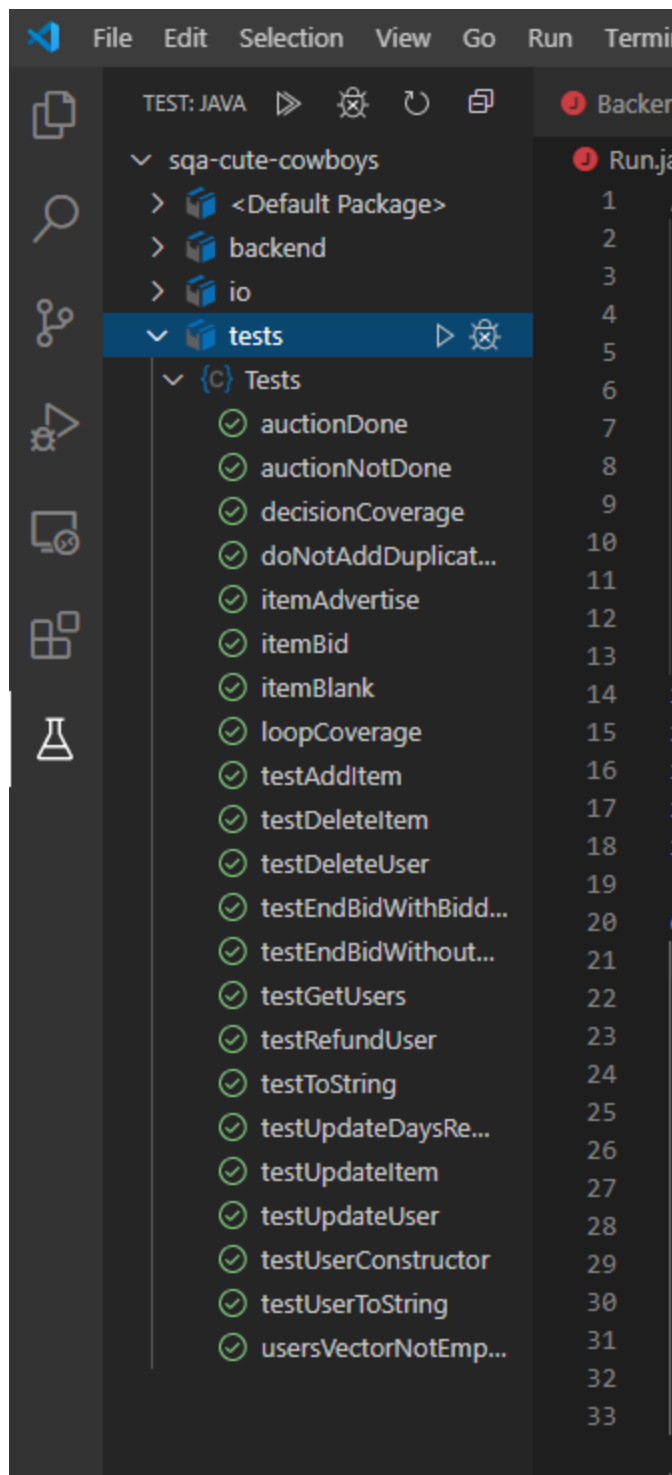 File Edit Selection View Go Run
TEST: JAVA
sqa-cute-cowboys
<Default Package>
backend
io
tests
{C} Tests
auctionDone
auctionNotDone
decisionCoverage
doNotAddDuplicat...
itemAdvertise
itemBid
itemBlank
loopCoverage
testAddItem
testDeleteItem
testDeleteUser
testEndBidWithBidd...
testEndBidWithout...
testGetUsers
testRefundUser
testToString
testUpdateDaysRe...
testUpdateItem
testUpdateUser
testUserConstructor
testUserToString
usersVectorNotEmp...
J Backen
J Run.ja
1
2
3
4
5
6
7
8
9
10
11
12
13
14
15
16
17
18
19
20
21
22
23
24
25
26
27
28
29
30
31
32
33